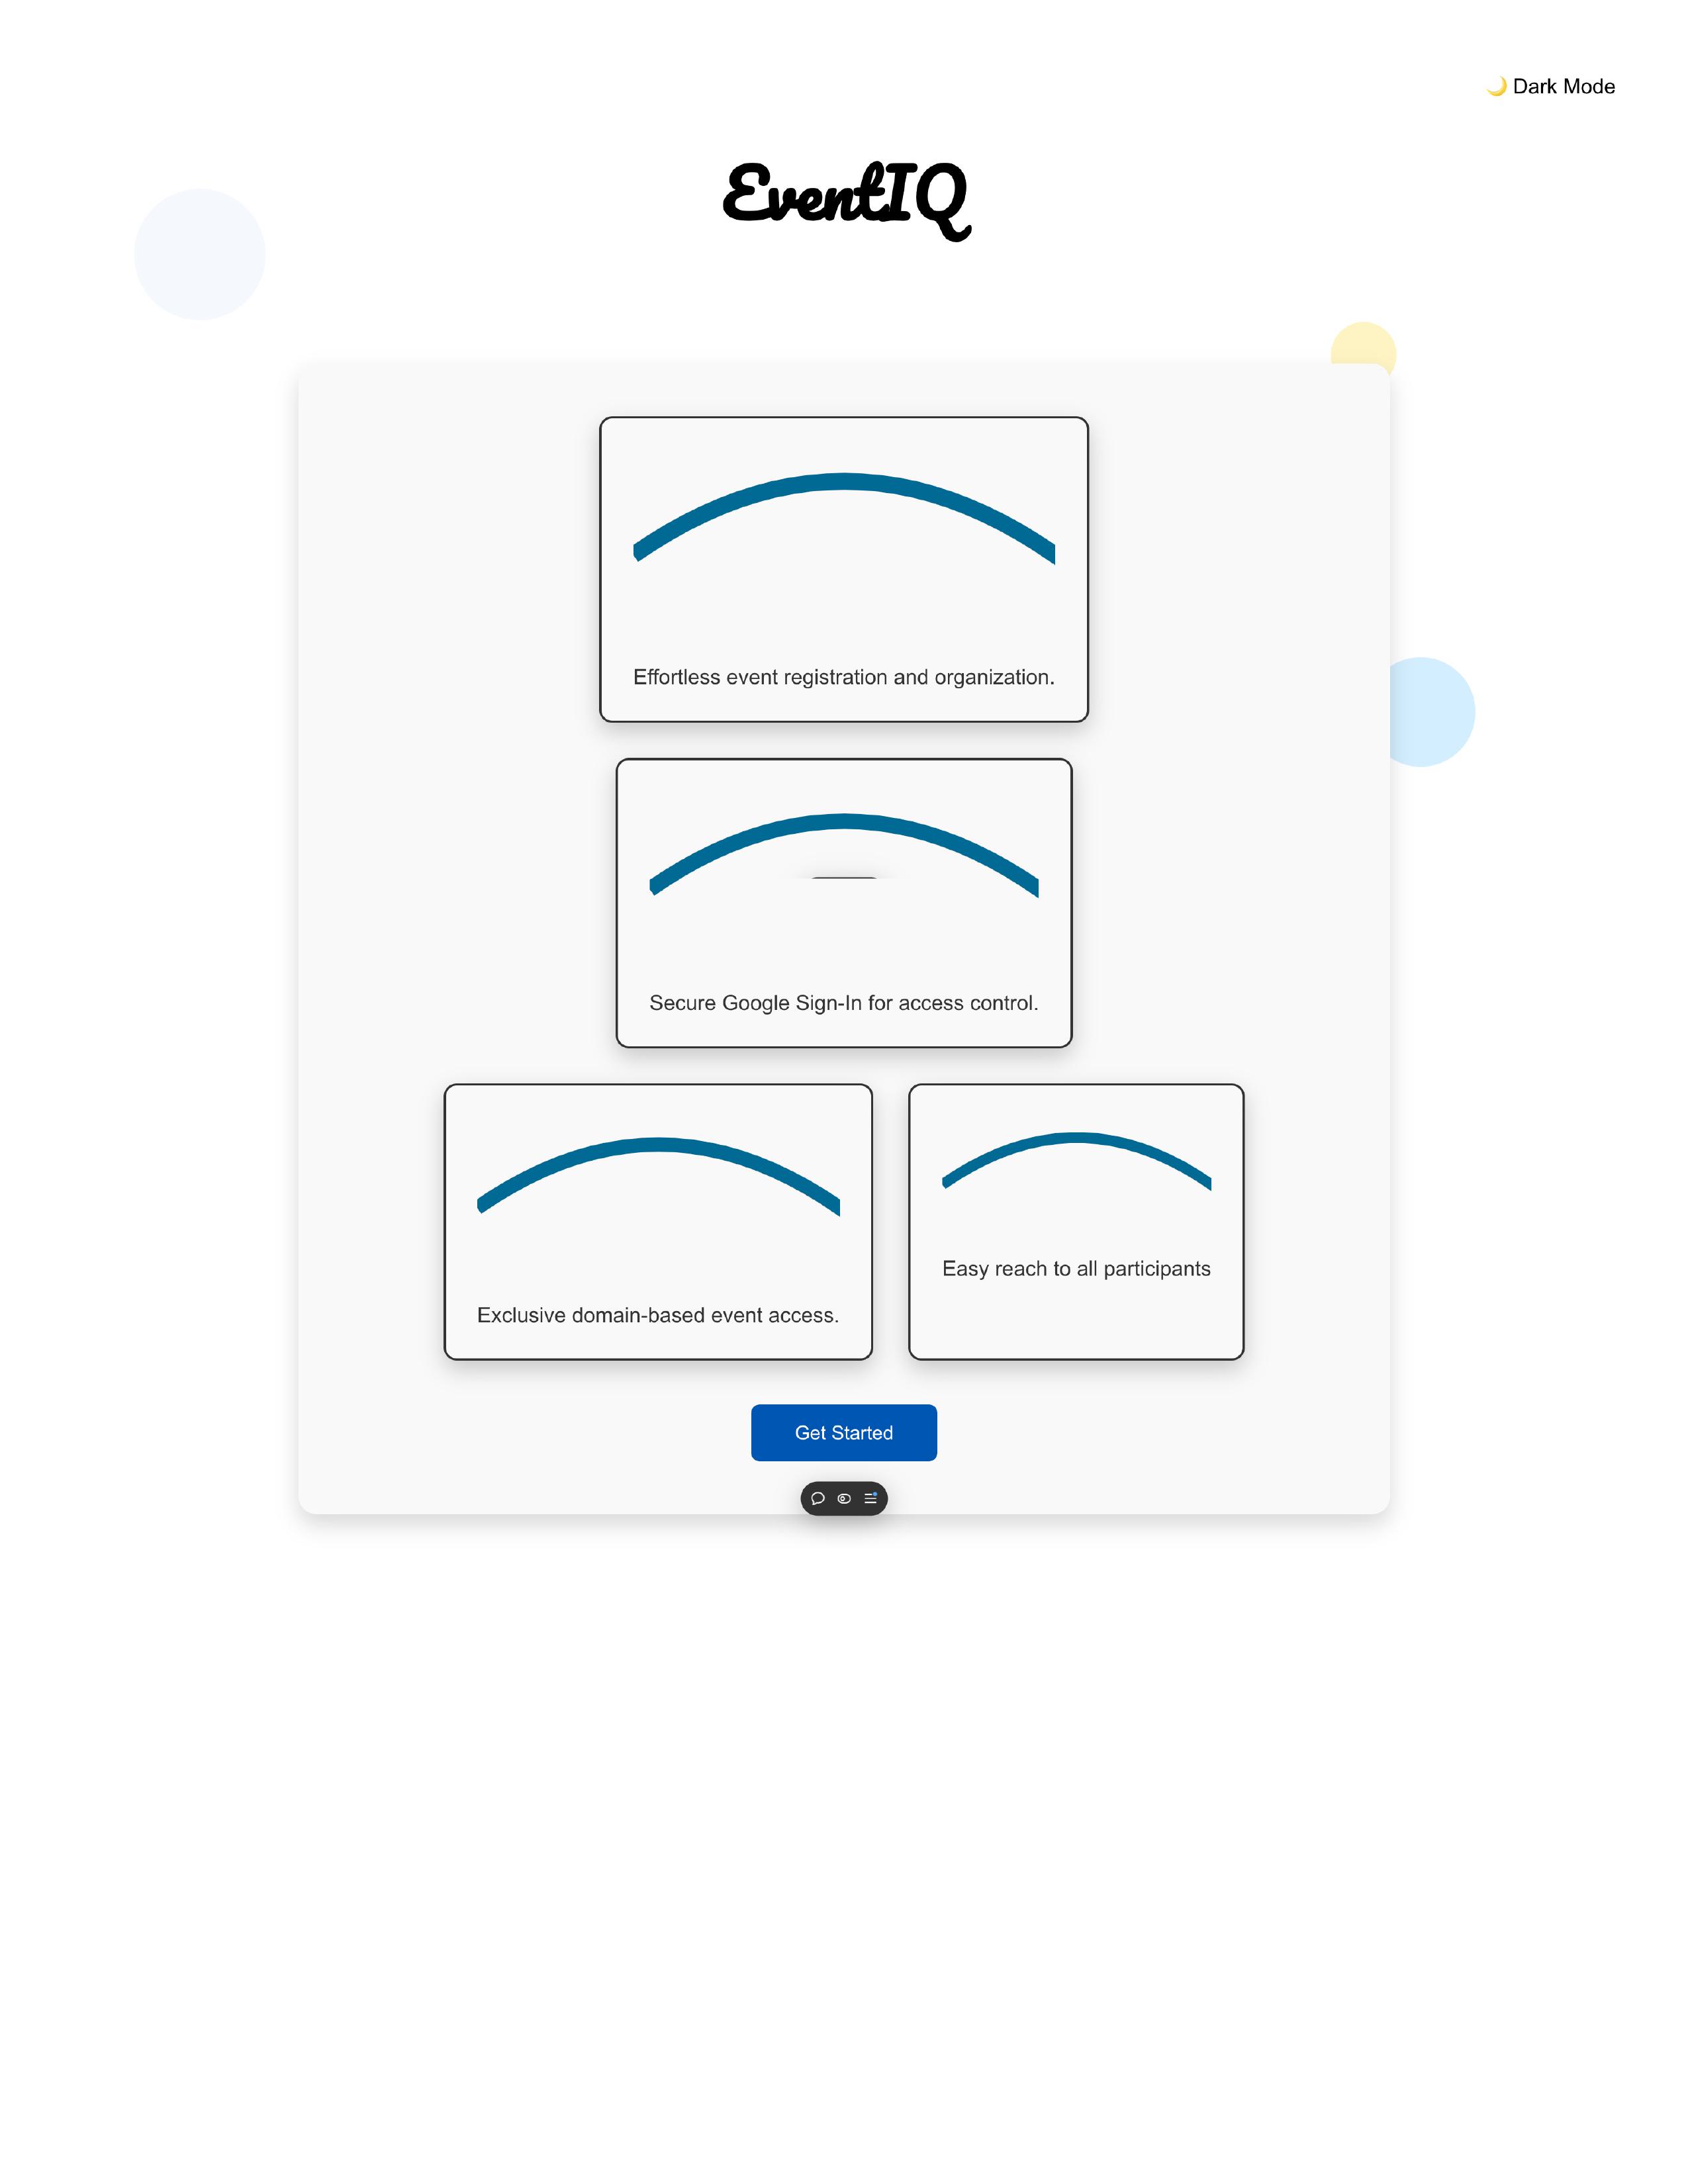 🌙 Dark Mode
EventIQ
Effortless event registration and organization.
Secure Google Sign-In for access control.
Exclusive domain-based event access.
Easy reach to all participants
Get Started